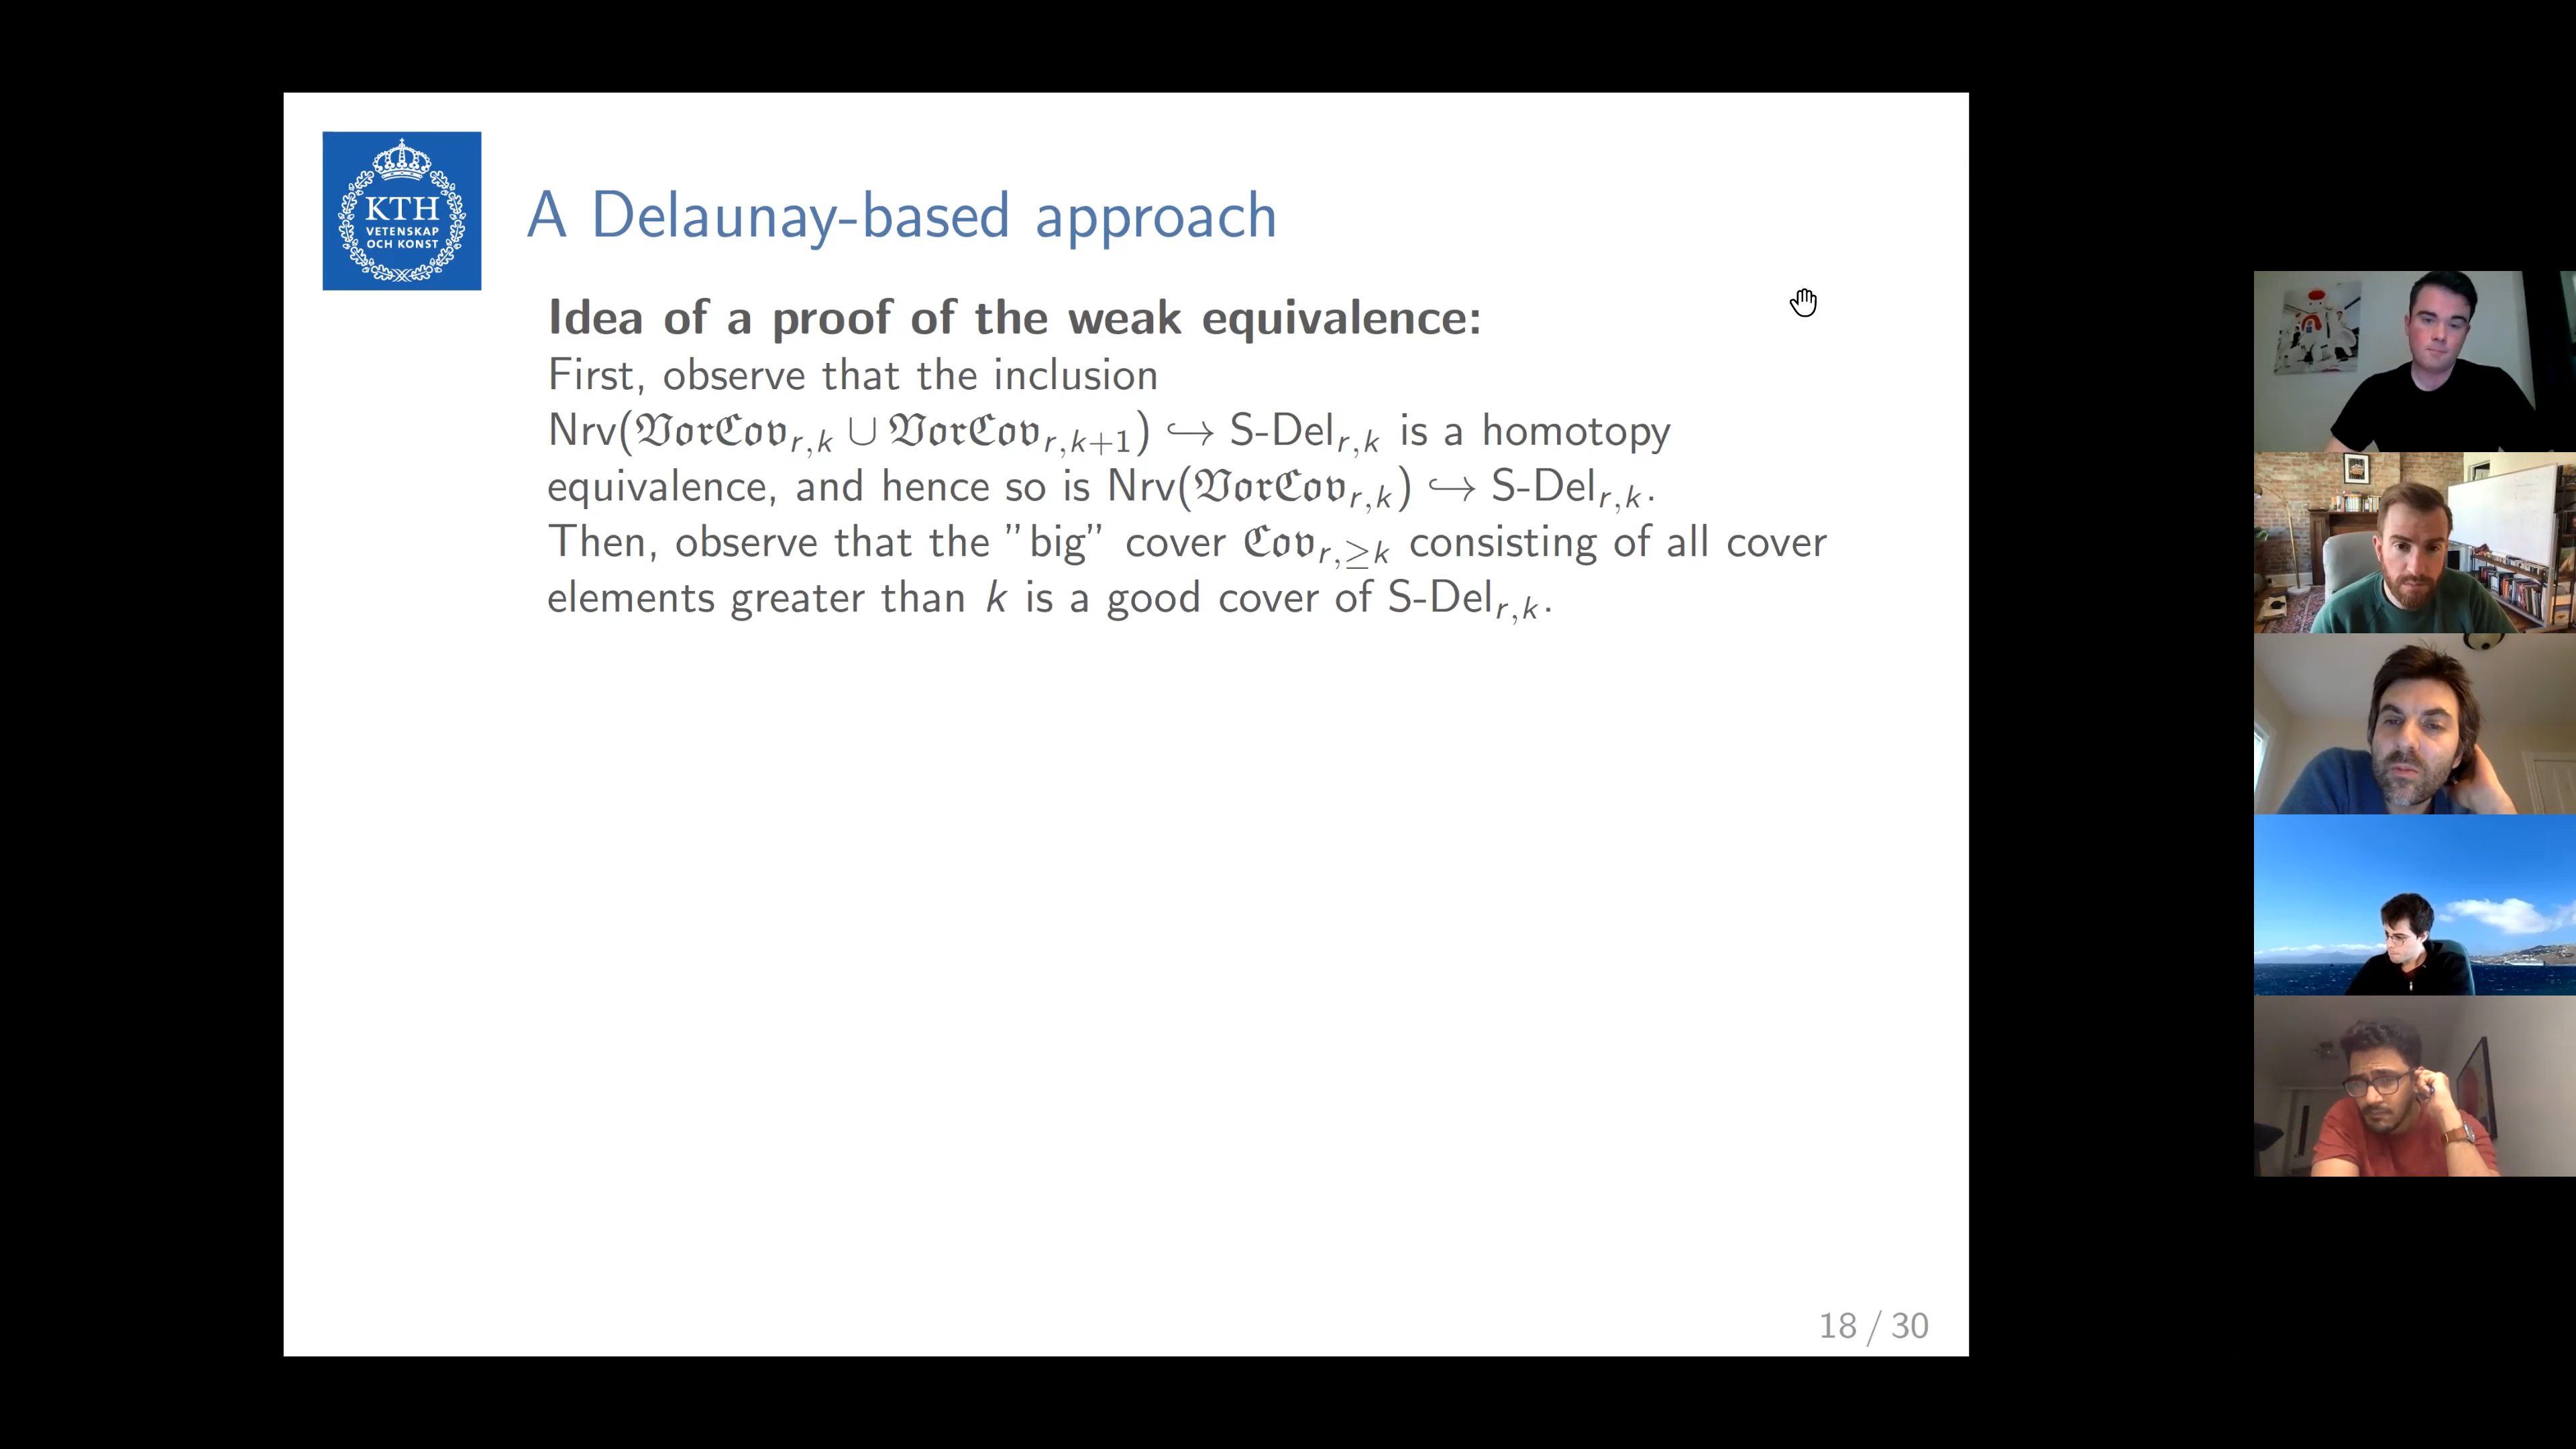 KTH
VETENSKAP
OCH KONST
A Delaunay-based approach
Idea of a proof of the weak equivalence:
First, observe that the inclusion
Nrv(𝔙𝔬𝔯ℭ𝔬𝔳_{r,k} ∪ 𝔙𝔬𝔯ℭ𝔬𝔳_{r,k+1}) ↪ S-Del_{r,k} is a homotopy
equivalence, and hence so is Nrv(𝔙𝔬𝔯ℭ𝔬𝔳_{r,k}) ↪ S-Del_{r,k}.
Then, observe that the ”big” cover ℭ𝔬𝔳_{r,≥k} consisting of all cover
elements greater than k is a good cover of S-Del_{r,k}.
18 / 30